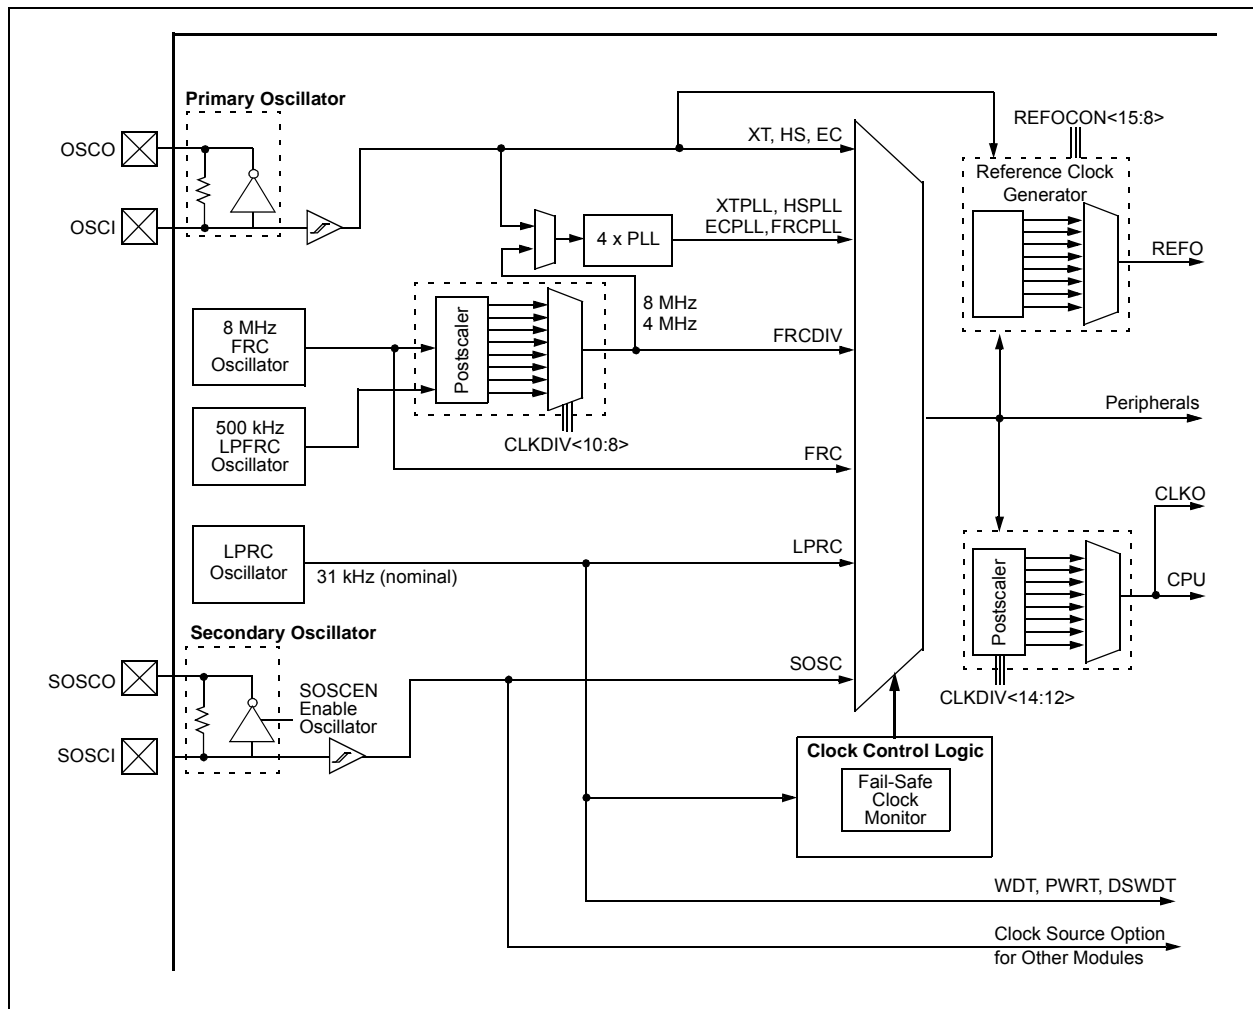 Primary Oscillator
REFOCON<15:8>
OSCO
XT, HS, EC
Reference Clock
Generator
OSCI
XTPLL, HSPLL
ECPLL,FRCPLL
4 x PLL
REFO
8 MHz
4 MHz
8 MHz
FRC
Oscillator
Postscaler
FRCDIV
Peripherals
500 kHz
LPFRC
Oscillator
CLKDIV<10:8>
FRC
CLKO
LPRC
Oscillator
31 kHz (nominal)
LPRC
Postscaler
CPU
Secondary Oscillator
SOSCO
SOSCEN
Enable
Oscillator
SOSC
CLKDIV<14:12>
SOSCI
Clock Control Logic
Fail-Safe
Clock
Monitor
WDT, PWRT, DSWDT
Clock Source Option
for Other Modules